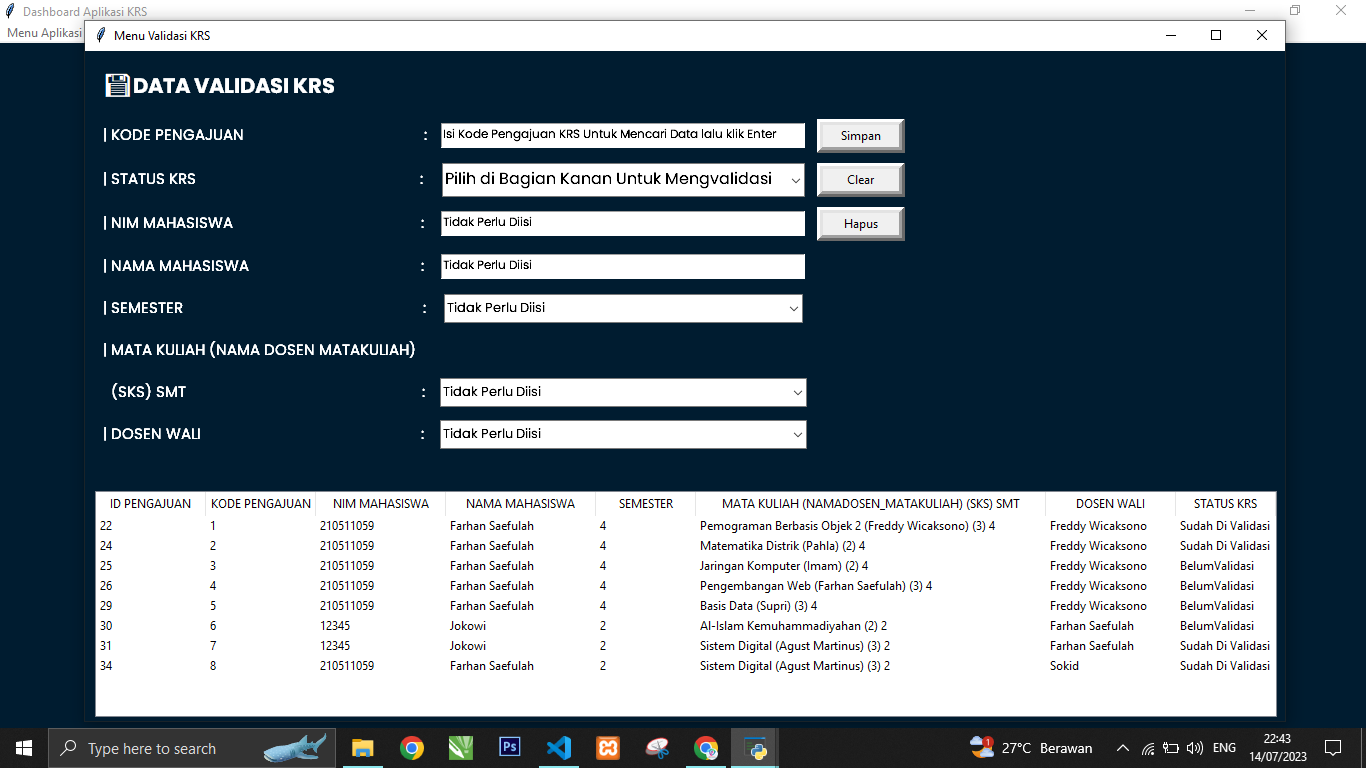 Dashboard Aplikasi KRS
Menu Aplikasi
Menu Validasi KRS
DATA VALIDASI KRS
| KODE PENGAJUAN : Isi Kode Pengajuan KRS Untuk Mencari Data lalu klik Enter Simpan
| STATUS KRS : Pilih di Bagian Kanan Untuk Mengvalidasi Clear
| NIM MAHASISWA : Tidak Perlu Diisi Hapus
| NAMA MAHASISWA : Tidak Perlu Diisi
| SEMESTER : Tidak Perlu Diisi
| MATA KULIAH (NAMA DOSEN MATAKULIAH)
(SKS) SMT : Tidak Perlu Diisi
| DOSEN WALI : Tidak Perlu Diisi
ID PENGAJUAN KODE PENGAJUAN NIM MAHASISWA NAMA MAHASISWA SEMESTER MATA KULIAH (NAMADOSEN_MATAKULIAH) (SKS) SMT DOSEN WALI STATUS KRS
22 1 210511059 Farhan Saefulah 4 Pemograman Berbasis Objek 2 (Freddy Wicaksono) (3) 4 Freddy Wicaksono Sudah Di Validasi
24 2 210511059 Farhan Saefulah 4 Matematika Distrik (Pahla) (2) 4 Freddy Wicaksono Sudah Di Validasi
25 3 210511059 Farhan Saefulah 4 Jaringan Komputer (Imam) (2) 4 Freddy Wicaksono BelumValidasi
26 4 210511059 Farhan Saefulah 4 Pengembangan Web (Farhan Saefulah) (3) 4 Freddy Wicaksono BelumValidasi
29 5 210511059 Farhan Saefulah 4 Basis Data (Supri) (3) 4 Freddy Wicaksono BelumValidasi
30 6 12345 Jokowi 2 Al-Islam Kemuhammadiyahan (2) 2 Farhan Saefulah BelumValidasi
31 7 12345 Jokowi 2 Sistem Digital (Agust Martinus) (3) 2 Farhan Saefulah Sudah Di Validasi
34 8 210511059 Farhan Saefulah 2 Sistem Digital (Agust Martinus) (3) 2 Sokid Sudah Di Validasi
Type here to search Ps 1 27°C Berawan ENG 22:43
14/07/2023